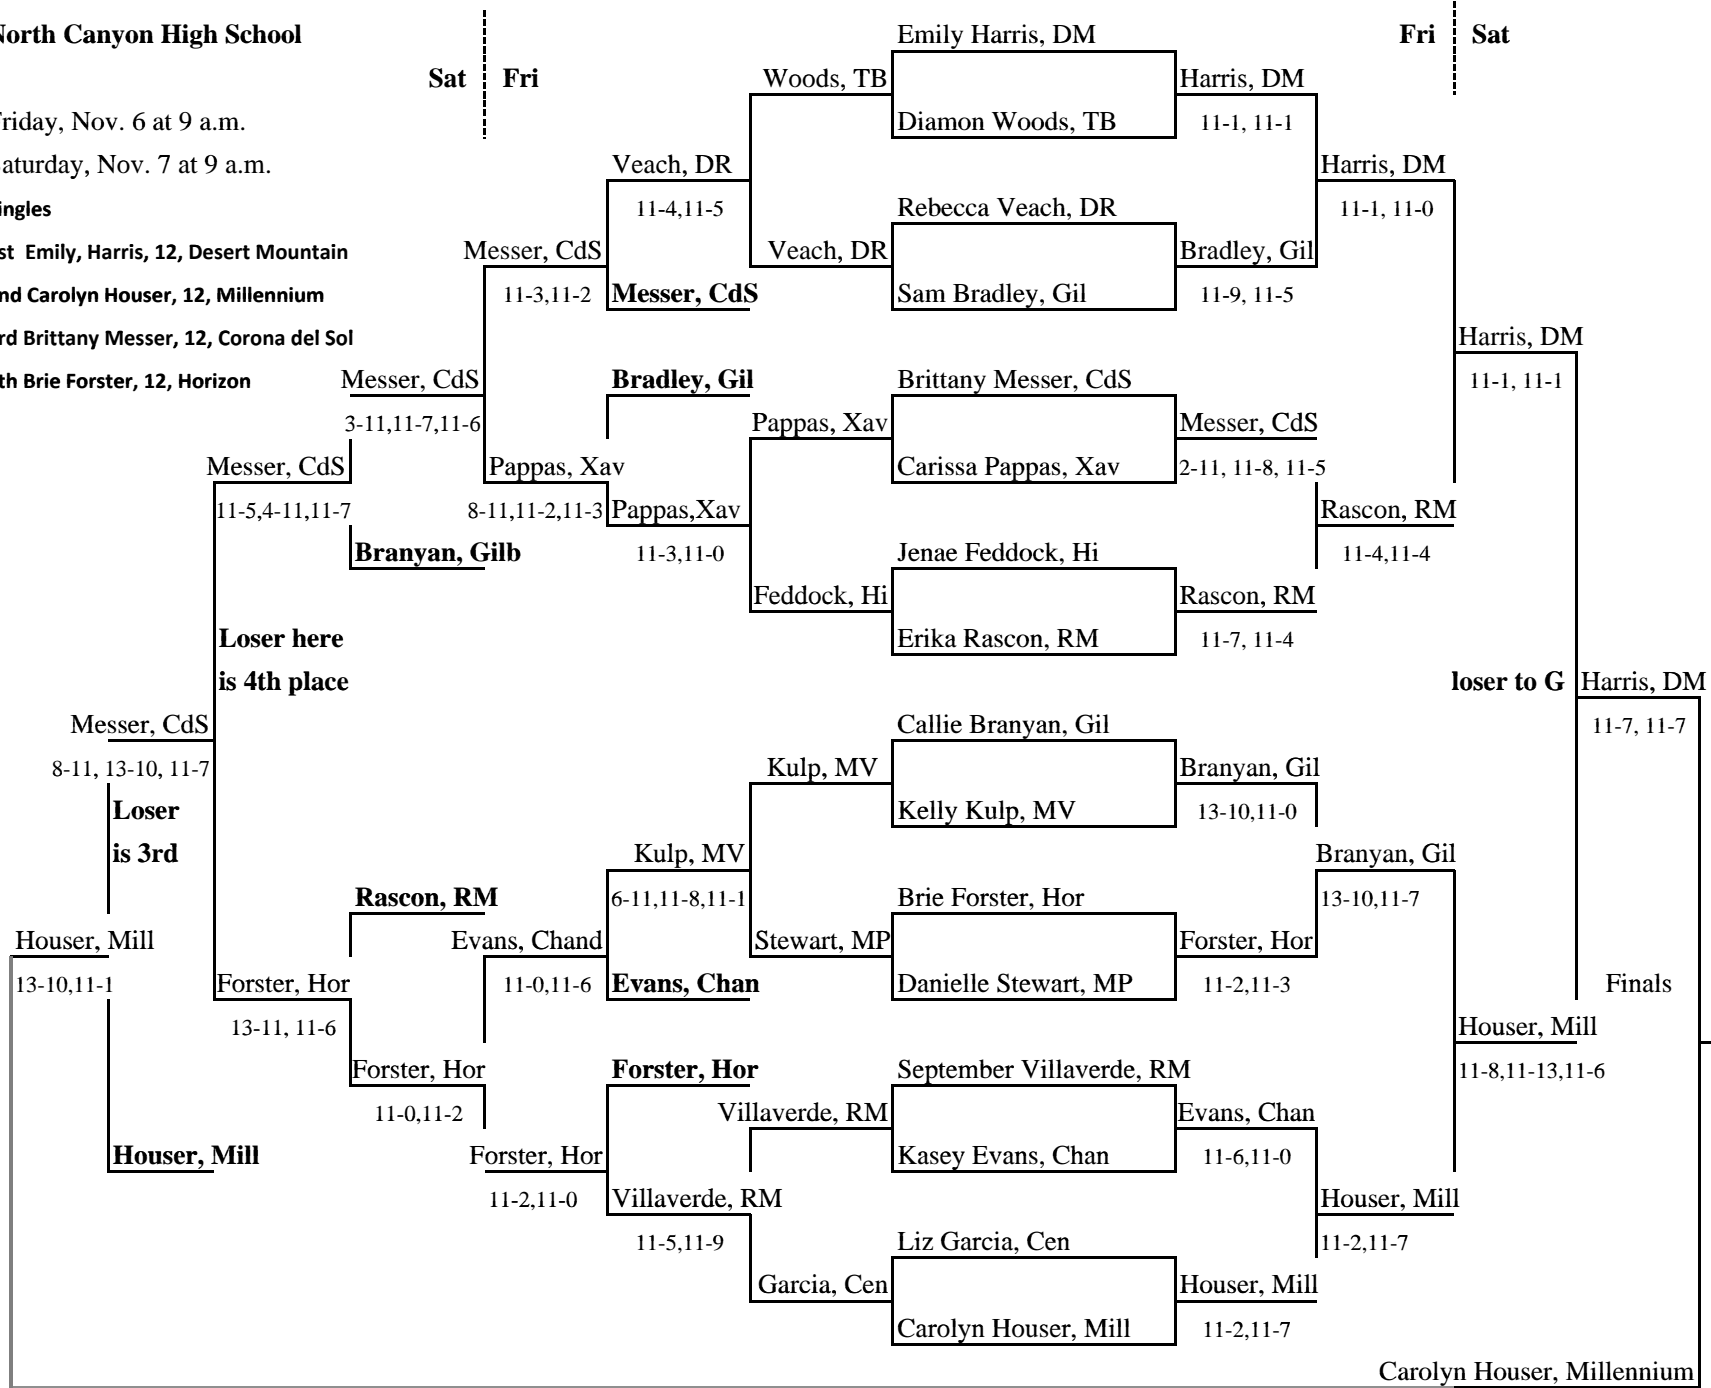 North Canyon High School
Sat
Fri
Friday, Nov. 6 at 9 a.m.
Saturday, Nov. 7 at 9 a.m.
ingles
st Emily, Harris, 12, Desert Mountain
nd Carolyn Houser, 12, Millennium
rd Brittany Messer, 12, Corona del Sol
th Brie Forster, 12, Horizon
Messer, CdS
8-11, 13-10, 11-7
Loser
is 3rd
Houser, Mill
13-10,11-1
Houser, Mill
Messer, CdS
11-5,4-11,11-7
Loser here
is 4th place
Forster, Hor
13-11, 11-6
Messer, CdS
3-11,11-7,11-6
Branyan, Gilb
Rascon, RM
Forster, Hor
11-0,11-2
Messer, CdS
11-3,11-2
Pappas, Xav
8-11,11-2,11-3
Evans, Chand
11-0,11-6
Forster, Hor
11-2,11-0
Veach, DR
11-4,11-5
Messer, CdS
Bradley, Gil
Pappas,Xav
11-3,11-0
Kulp, MV
6-11,11-8,11-1
Evans, Chan
Forster, Hor
Villaverde, RM
11-5,11-9
Woods, TB
Veach, DR
Pappas, Xav
Feddock, Hi
Kulp, MV
Stewart, MP
Villaverde, RM
Garcia, Cen
Emily Harris, DM
Diamon Woods, TB
Rebecca Veach, DR
Sam Bradley, Gil
Brittany Messer, CdS
Carissa Pappas, Xav
Jenae Feddock, Hi
Erika Rascon, RM
Callie Branyan, Gil
Kelly Kulp, MV
Brie Forster, Hor
Danielle Stewart, MP
September Villaverde, RM
Kasey Evans, Chan
Liz Garcia, Cen
Carolyn Houser, Mill
Harris, DM
11-1, 11-1
Bradley, Gil
11-9, 11-5
Messer, CdS
2-11, 11-8, 11-5
Rascon, RM
11-7, 11-4
Branyan, Gil
13-10,11-0
Forster, Hor
11-2,11-3
Evans, Chan
11-6,11-0
Houser, Mill
11-2,11-7
Fri
Sat
Harris, DM
11-1, 11-0
Rascon, RM
11-4,11-4
Branyan, Gil
13-10,11-7
Houser, Mill
11-2,11-7
Harris, DM
11-1, 11-1
loser to G
Houser, Mill
11-8,11-13,11-6
Harris, DM
11-7, 11-7
Finals
Carolyn Houser, Millennium